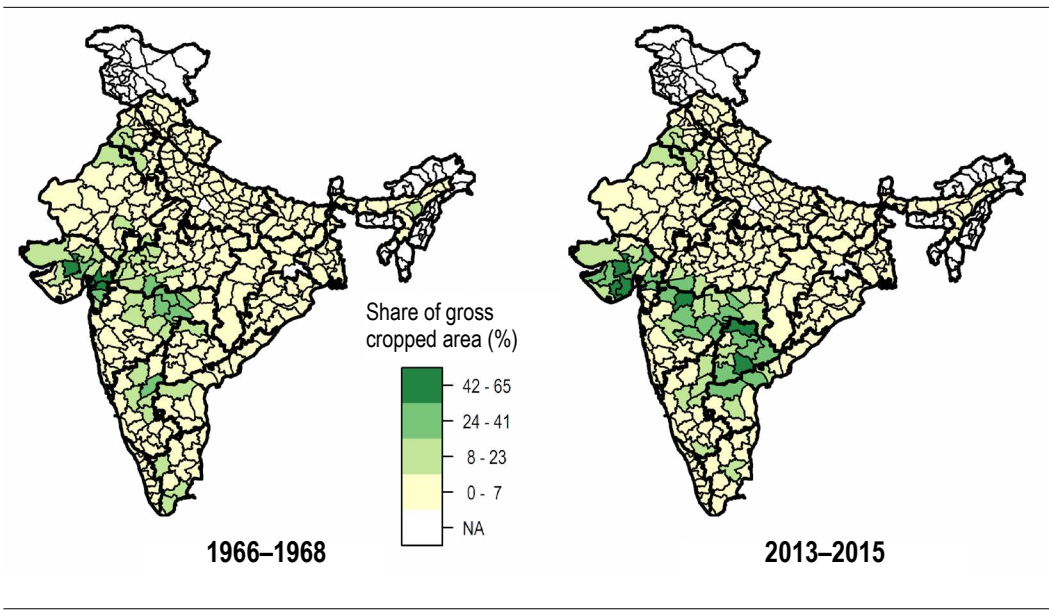 Share of gross
cropped area (%)
42 - 65
24 - 41
8 - 23
0 - 7
NA
1966–1968
2013–2015